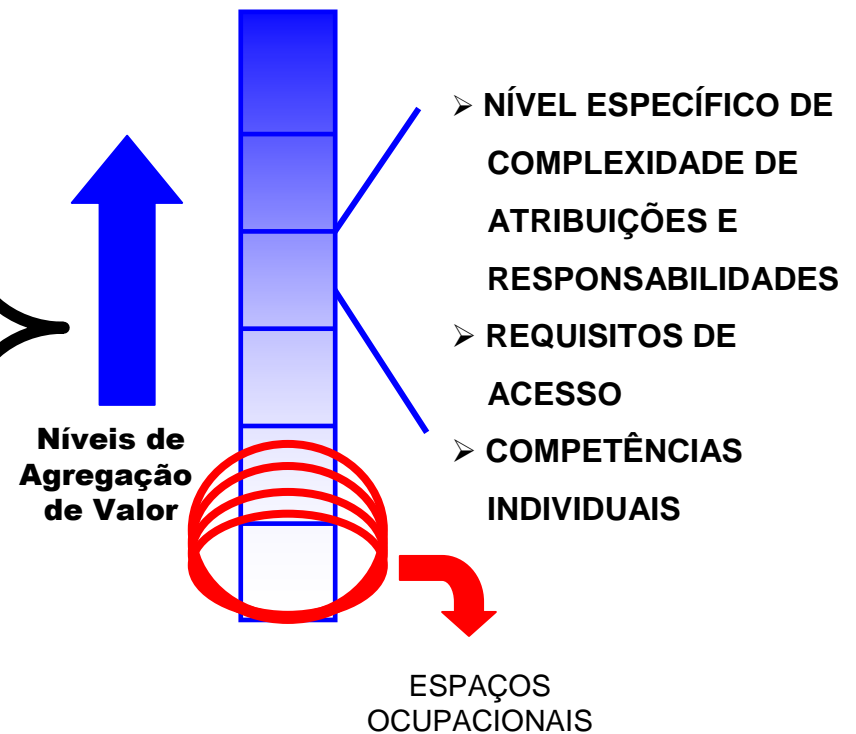 ➢ NÍVEL ESPECÍFICO DE
COMPLEXIDADE DE
ATRIBUIÇÕES E
RESPONSABILIDADES
➢ REQUISITOS DE
ACESSO
➢ COMPETÊNCIAS
INDIVIDUAIS
Níveis de
Agregação
de Valor
ESPAÇOS
OCUPACIONAIS